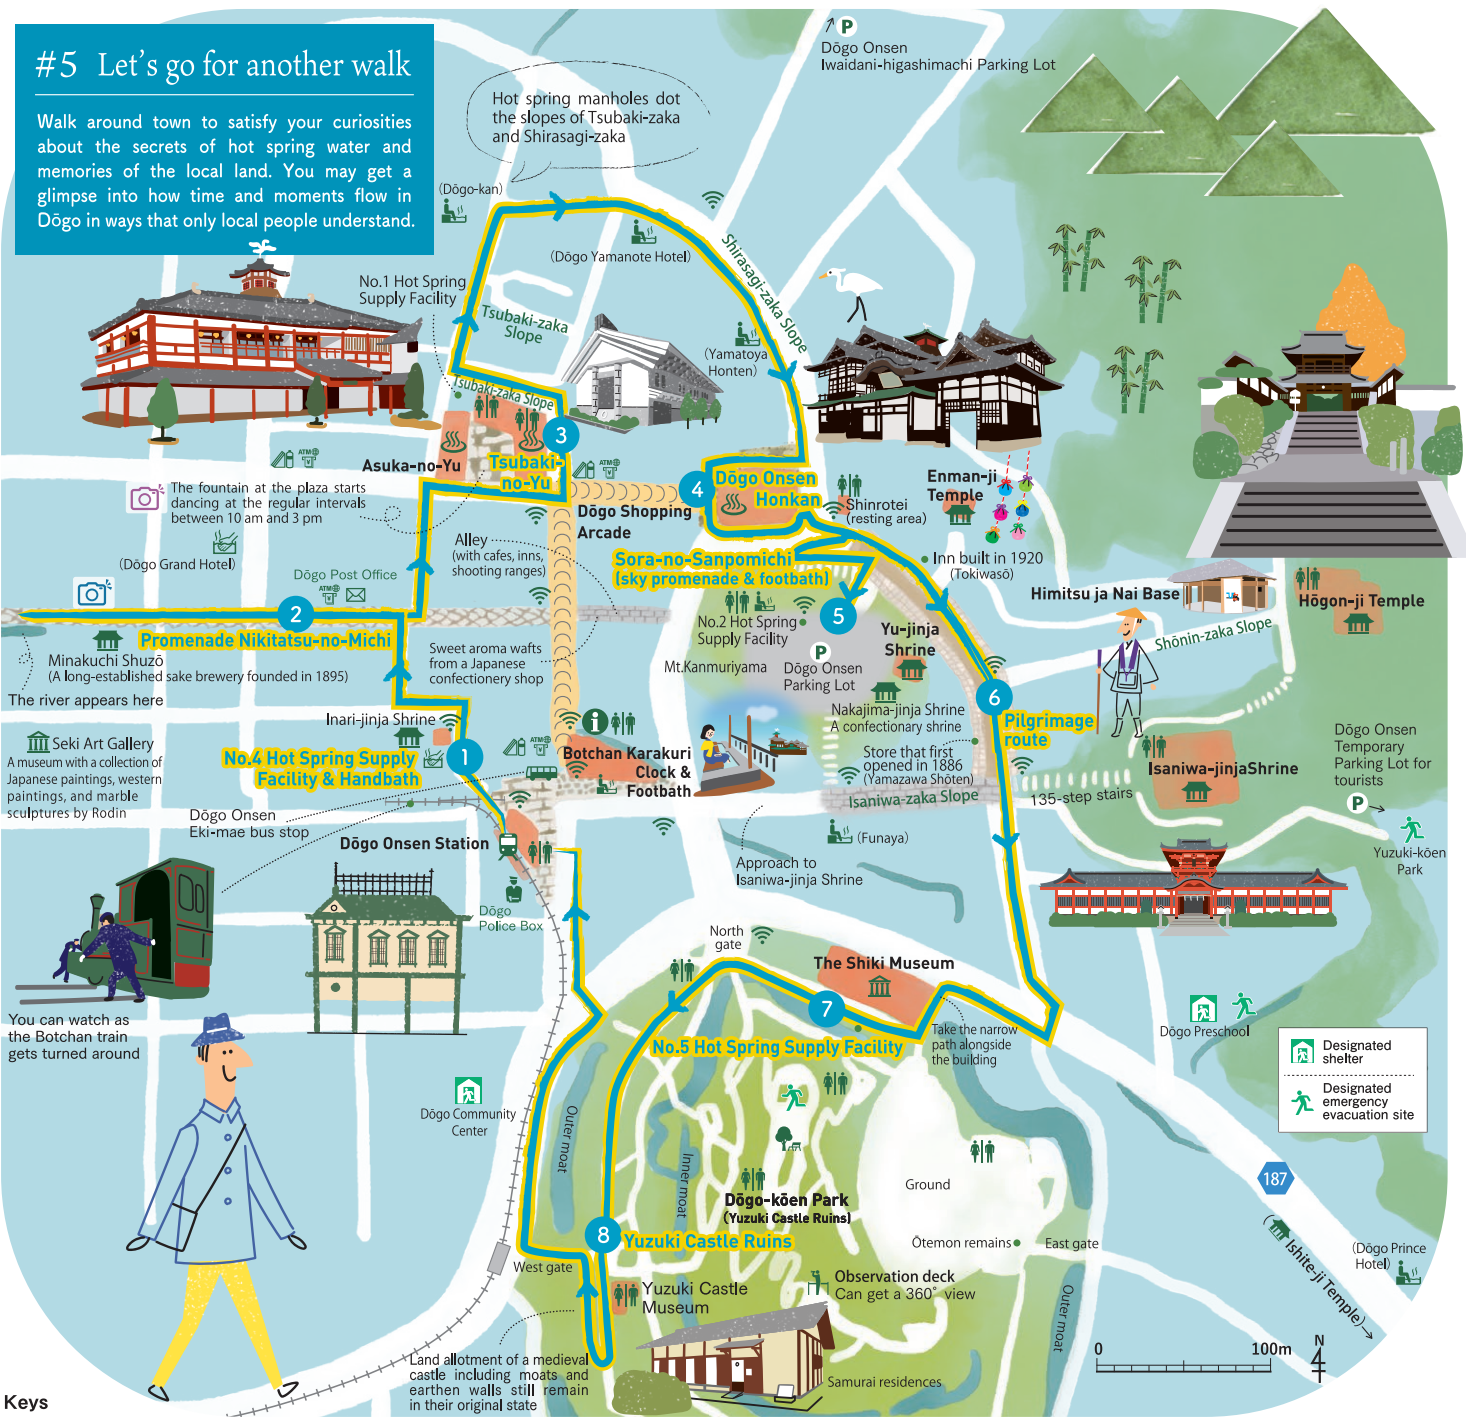 #5 Let's go for another walk
Walk around town to satisfy your curiosities
about the secrets of hot spring water and
memories of the local land. You may get a
glimpse into how time and moments flow in
Dōgo in ways that only local people understand.
P
Dōgo Onsen
Iwaidani-higashimachi Parking Lot
Hot spring manholes dot
the slopes of Tsubaki-zaka
and Shirasagi-zaka
(Dōgo-kan)
(Dōgo Yamanote Hotel)
Shirasagi-zaka Slope
No.1 Hot Spring
Supply Facility
Tsubaki-zaka
Slope
(Yamatoya
Honten)
Tsubaki-zaka Slope
3
ATM
Asuka-no-Yu
Tsubaki-
no-Yu
ATM
4
Dōgo Onsen
Honkan
The fountain at the plaza starts
dancing at the regular intervals
between 10 am and 3 pm
Dōgo Shopping
Arcade
Shinrotei
(resting area)
Enman-ji
Temple
Alley
(with cafes, inns,
shooting ranges)
(Dōgo Grand Hotel)
Dōgo Post Office
ATM
Sora-no-Sanpomichi
(sky promenade & footbath)
Inn built in 1920
(Tokiwasō)
Himitsu ja Nai Base
Hōgon-ji Temple
2
Promenade Nikitatsu-no-Michi
5
No.2 Hot Spring
Supply Facility
Yu-jinja
Shrine
Shōnin-zaka Slope
Minakuchi Shuzō
(A long-established sake brewery founded in 1895)
The river appears here
Sweet aroma wafts
from a Japanese
confectionery shop
Mt.Kanmuriyama
P
Dōgo Onsen
Parking Lot
Nakajima-jinja Shrine
A confectionary shrine
6
Pilgrimage
route
Inari-jinja Shrine
i
1
No.4 Hot Spring Supply
Facility & Handbath
ATM
Botchan Karakuri
Clock &
Footbath
Store that first
opened in 1886
(Yamazawa Shōten)
Isaniwa-zaka Slope
135-step stairs
Isaniwa-jinjaShrine
Dōgo Onsen
Temporary
Parking Lot for
tourists
P
Seki Art Gallery
A museum with a collection of
Japanese paintings, western
paintings, and marble
sculptures by Rodin
Dōgo Onsen
Eki-mae bus stop
Dōgo Onsen Station
(Funaya)
Approach to
Isaniwa-jinja Shrine
Yuzuki-kōen
Park
Dōgo
Police Box
North
gate
The Shiki Museum
You can watch as
the Botchan train
gets turned around
7
No.5 Hot Spring Supply Facility
Take the narrow
path alongside
the building
Dōgo Preschool
Designated
shelter
Designated
emergency
evacuation site
Dōgo Community
Center
Outer moat
Inner moat
Dōgo-kōen Park
(Yuzuki Castle Ruins)
Ground
187
8
Yuzuki Castle Ruins
Ōtemon remains
East gate
West gate
Yuzuki Castle
Museum
Observation deck
Can get a 360° view
Outer moat
(Ishite-ji Temple)
(Dōgo Prince
Hotel)
Land allotment of a medieval
castle including moats and
earthen walls still remain
in their original state
Samurai residences
0 100m
N
Keys